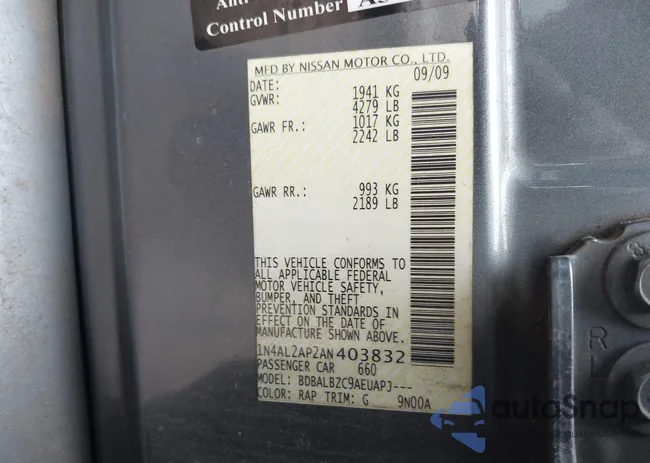 Control Number
MFD BY NISSAN MOTOR CO., LTD.
DATE: 09/09
GVWR: 1941 KG
4279 LB
GAWR FR.: 1017 KG
2242 LB
GAWR RR.: 993 KG
2189 LB
THIS VEHICLE CONFORMS TO
ALL APPLICABLE FEDERAL
MOTOR VEHICLE SAFETY,
BUMPER, AND THEFT
PREVENTION STANDARDS IN
EFFECT ON THE DATE OF
MANUFACTURE SHOWN ABOVE.
1N4AL2AP2AN403832
PASSENGER CAR 660
MODEL: BDBALBZC9AEUAPJ---
COLOR: RAP TRIM: G 9N00A
R
L
8
autoSnap